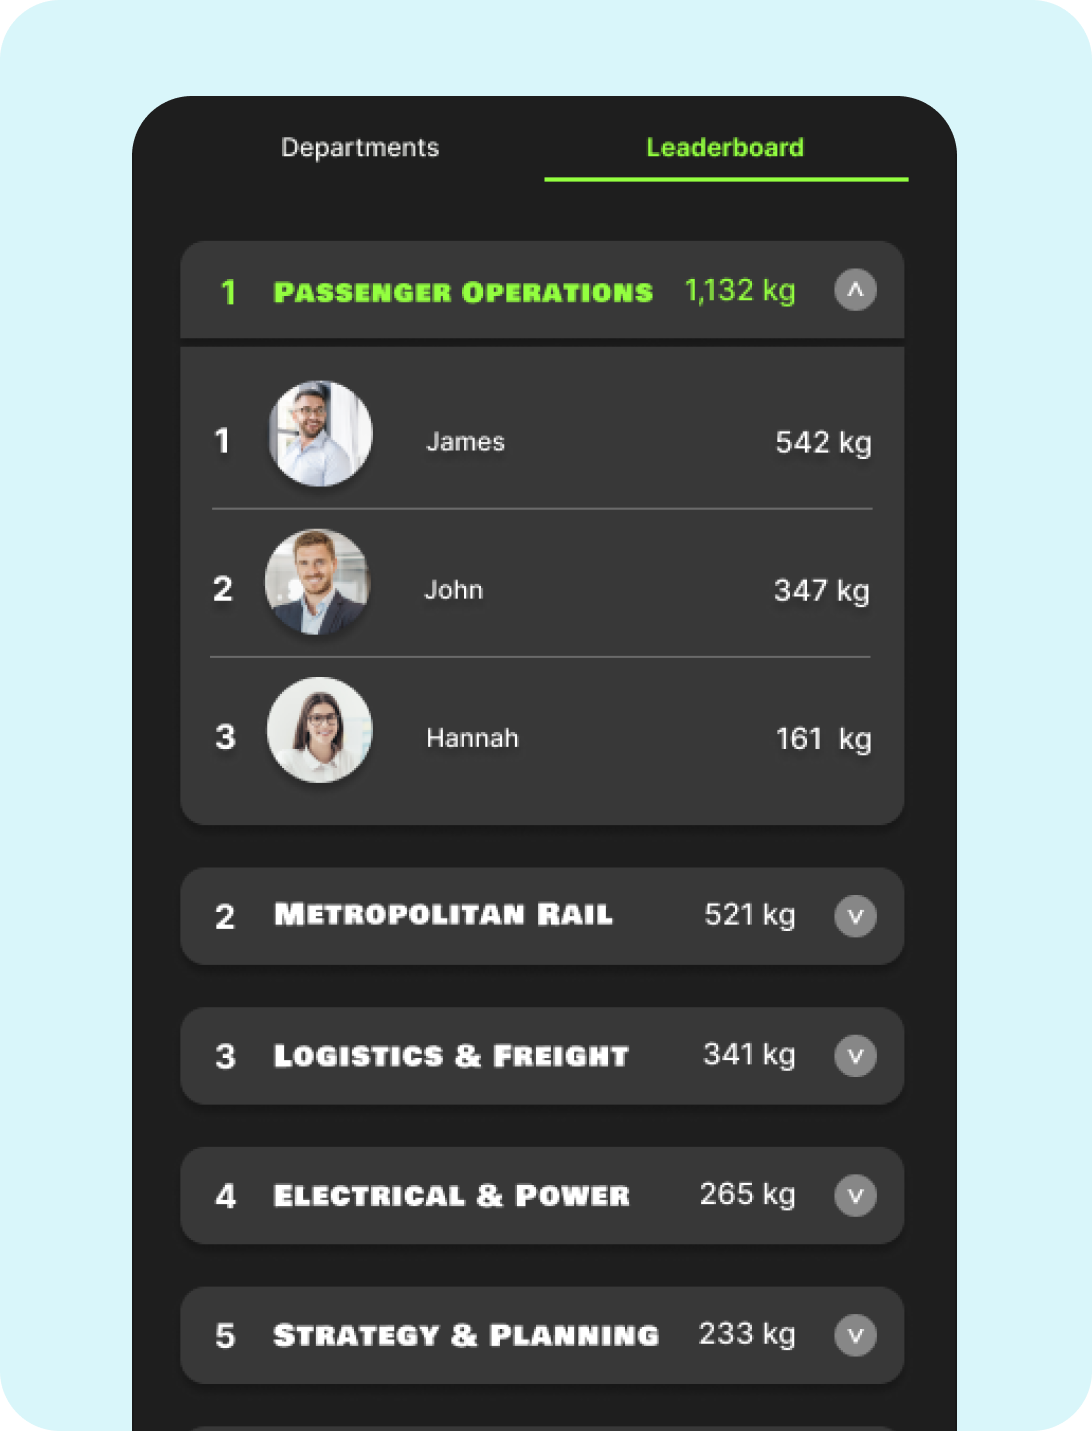 Departments Leaderboard
1 Passenger Operations 1,132 kg
1 James 542 kg
2 John 347 kg
3 Hannah 161 kg
2 Metropolitan Rail 521 kg
3 Logistics & Freight 341 kg
4 Electrical & Power 265 kg
5 Strategy & Planning 233 kg